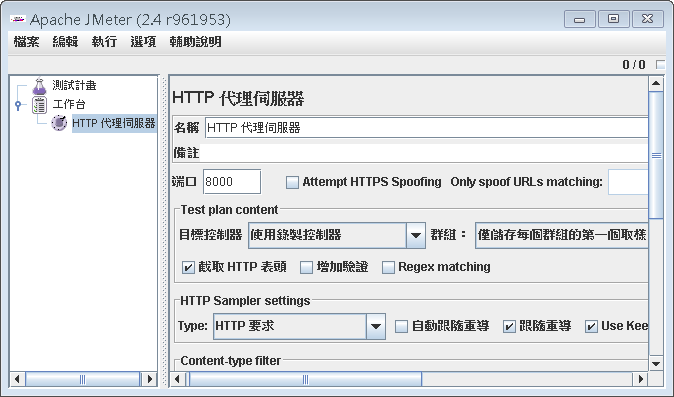 Apache JMeter (2.4 r961953)
檔案 編輯 執行 選項 輔助說明
0 / 0
測試計畫
工作台
HTTP 代理伺服器
HTTP 代理伺服器
名稱 HTTP 代理伺服器
備註
端口 8000 Attempt HTTPS Spoofing Only spoof URLs matching:
Test plan content
目標控制器 使用錄製控制器 群組： 僅儲存每個群組的第一個取樣
截取 HTTP 表頭 增加驗證 Regex matching
HTTP Sampler settings
Type: HTTP 要求 自動跟隨重導 跟隨重導 Use Kee
Content-type filter